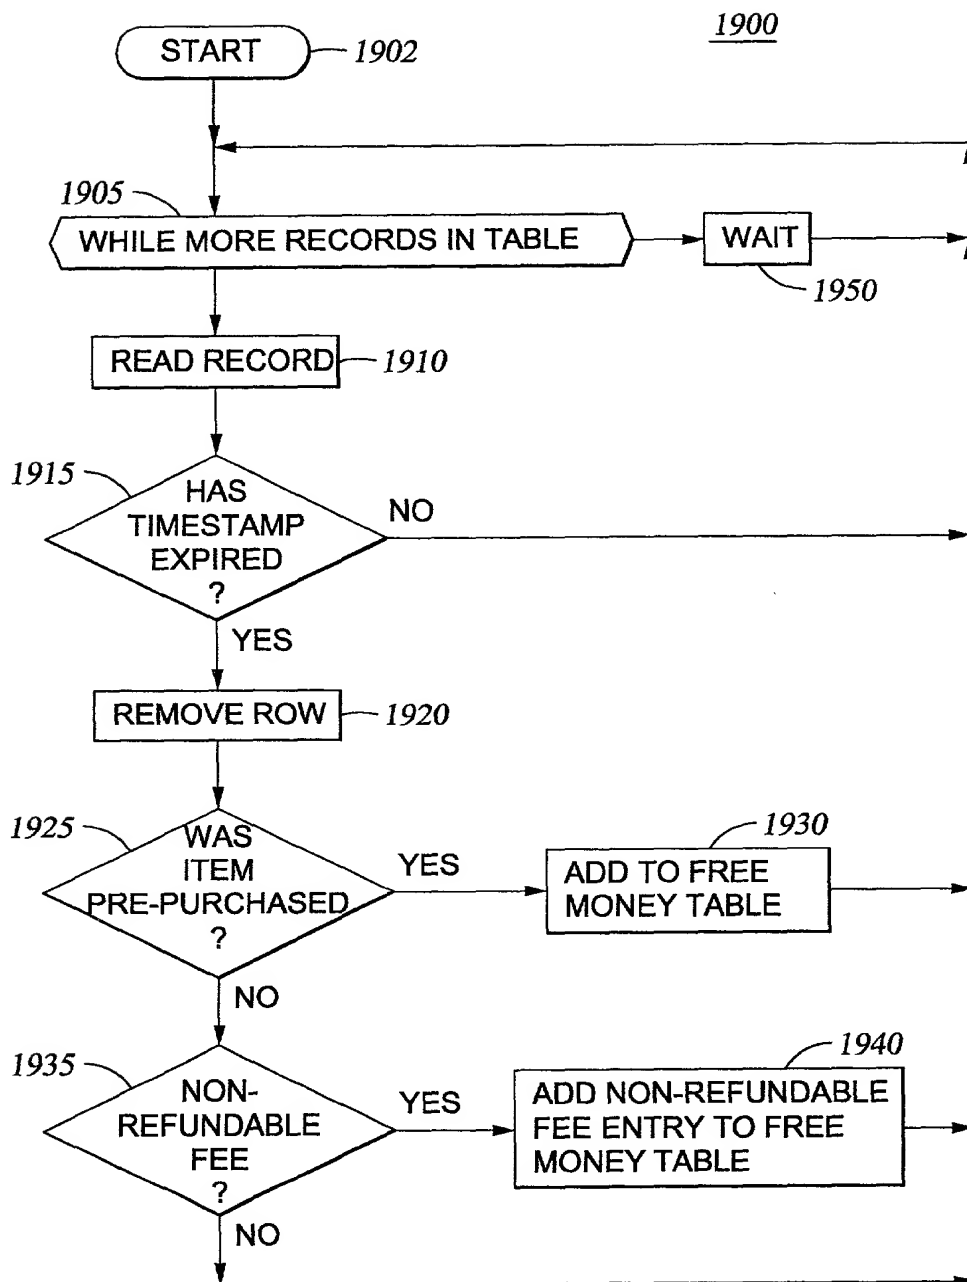 1900
START
1902
1905
WHILE MORE RECORDS IN TABLE
WAIT
1950
READ RECORD
1910
1915
HAS
TIMESTAMP
EXPIRED
?
NO
YES
REMOVE ROW
1920
1925
WAS
ITEM
PRE-PURCHASED
?
YES
1930
ADD TO FREE
MONEY TABLE
NO
1935
NON-
REFUNDABLE
FEE
?
YES
1940
ADD NON-REFUNDABLE
FEE ENTRY TO FREE
MONEY TABLE
NO